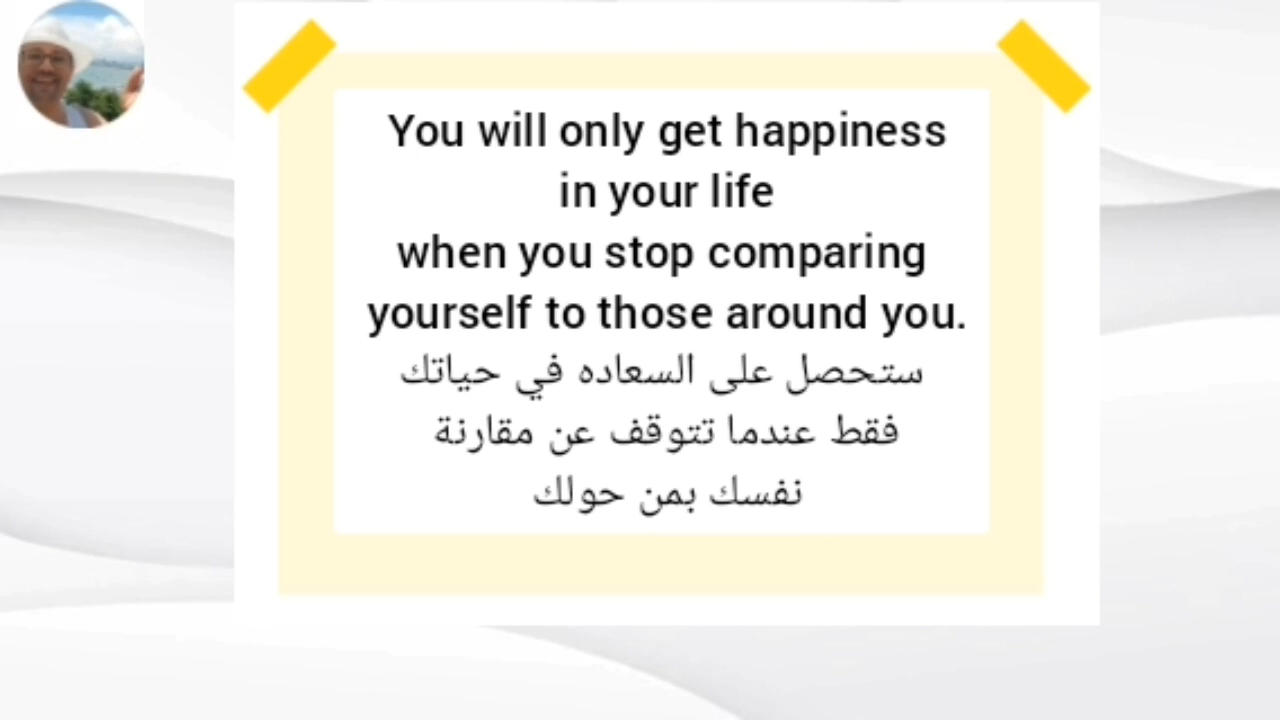 You will only get happiness
in your life
when you stop comparing
yourself to those around you.
ستحصل على السعاده في حياتك
فقط عندما تتوقف عن مقارنة
نفسك بمن حولك